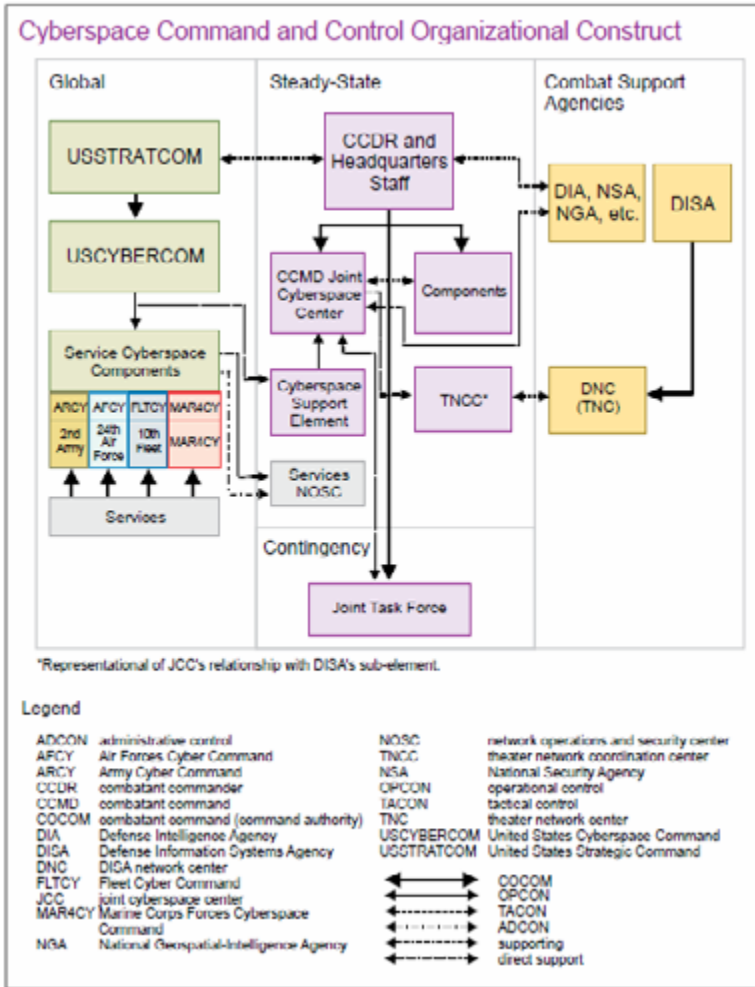 Cyberspace Command and Control Organizational Construct
Global
USSTRATCOM
USCYBERCOM
Service Cyberspace
Components
ARCY
AFCY
FLTCY
MAR4CY
2nd
Army
24th
Air
Force
10th
Fleet
MAR4CY
Services
Steady-State
CCDR and
Headquarters
Staff
CCMD Joint
Cyberspace
Center
Components
Cyberspace
Support
Element
TNCC*
Services
NOSC
Contingency
Joint Task Force
Combat Support
Agencies
DIA, NSA,
NGA, etc.
DISA
DNC
(TNC)
*Representational of JCC's relationship with DISA's sub-element.
Legend
ADCON administrative control
AFCY Air Forces Cyber Command
ARCY Army Cyber Command
CCDR combatant commander
CCMD combatant command
COCOM combatant command (command authority)
DIA Defense Intelligence Agency
DISA Defense Information Systems Agency
DNC DISA network center
FLTCY Fleet Cyber Command
JCC joint cyberspace center
MAR4CY Marine Corps Forces Cyberspace
Command
NGA National Geospatial-Intelligence Agency
NOSC network operations and security center
TNCC theater network coordination center
NSA National Security Agency
OPCON operational control
TACON tactical control
TNC theater network center
USCYBERCOM United States Cyberspace Command
USSTRATCOM United States Strategic Command
COCOM
OPCON
TACON
ADCON
supporting
direct support